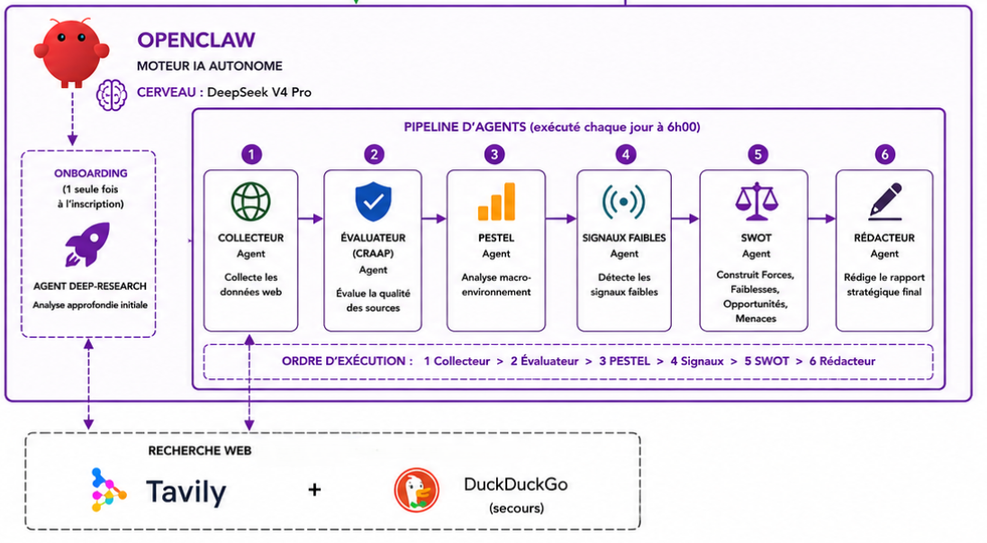 OPENCLAW
MOTEUR IA AUTONOME
CERVEAU : DeepSeek V4 Pro
ONBOARDING
(1 seule fois
à l'inscription)
AGENT DEEP-RESEARCH
Analyse approfondie initiale
PIPELINE D'AGENTS (exécuté chaque jour à 6h00)
1
COLLECTEUR
Agent
Collecte les
données web
2
ÉVALUATEUR
(CRAAP)
Agent
Évalue la qualité
des sources
3
PESTEL
Agent
Analyse macro-
environnement
4
SIGNAUX FAIBLES
Agent
Détecte les
signaux faibles
5
SWOT
Agent
Construit Forces,
Faiblesses,
Opportunités,
Menaces
6
RÉDACTEUR
Agent
Rédige le rapport
stratégique final
ORDRE D'EXÉCUTION : 1 Collecteur > 2 Évaluateur > 3 PESTEL > 4 Signaux > 5 SWOT > 6 Rédacteur
RECHERCHE WEB
Tavily
+
DuckDuckGo
(secours)